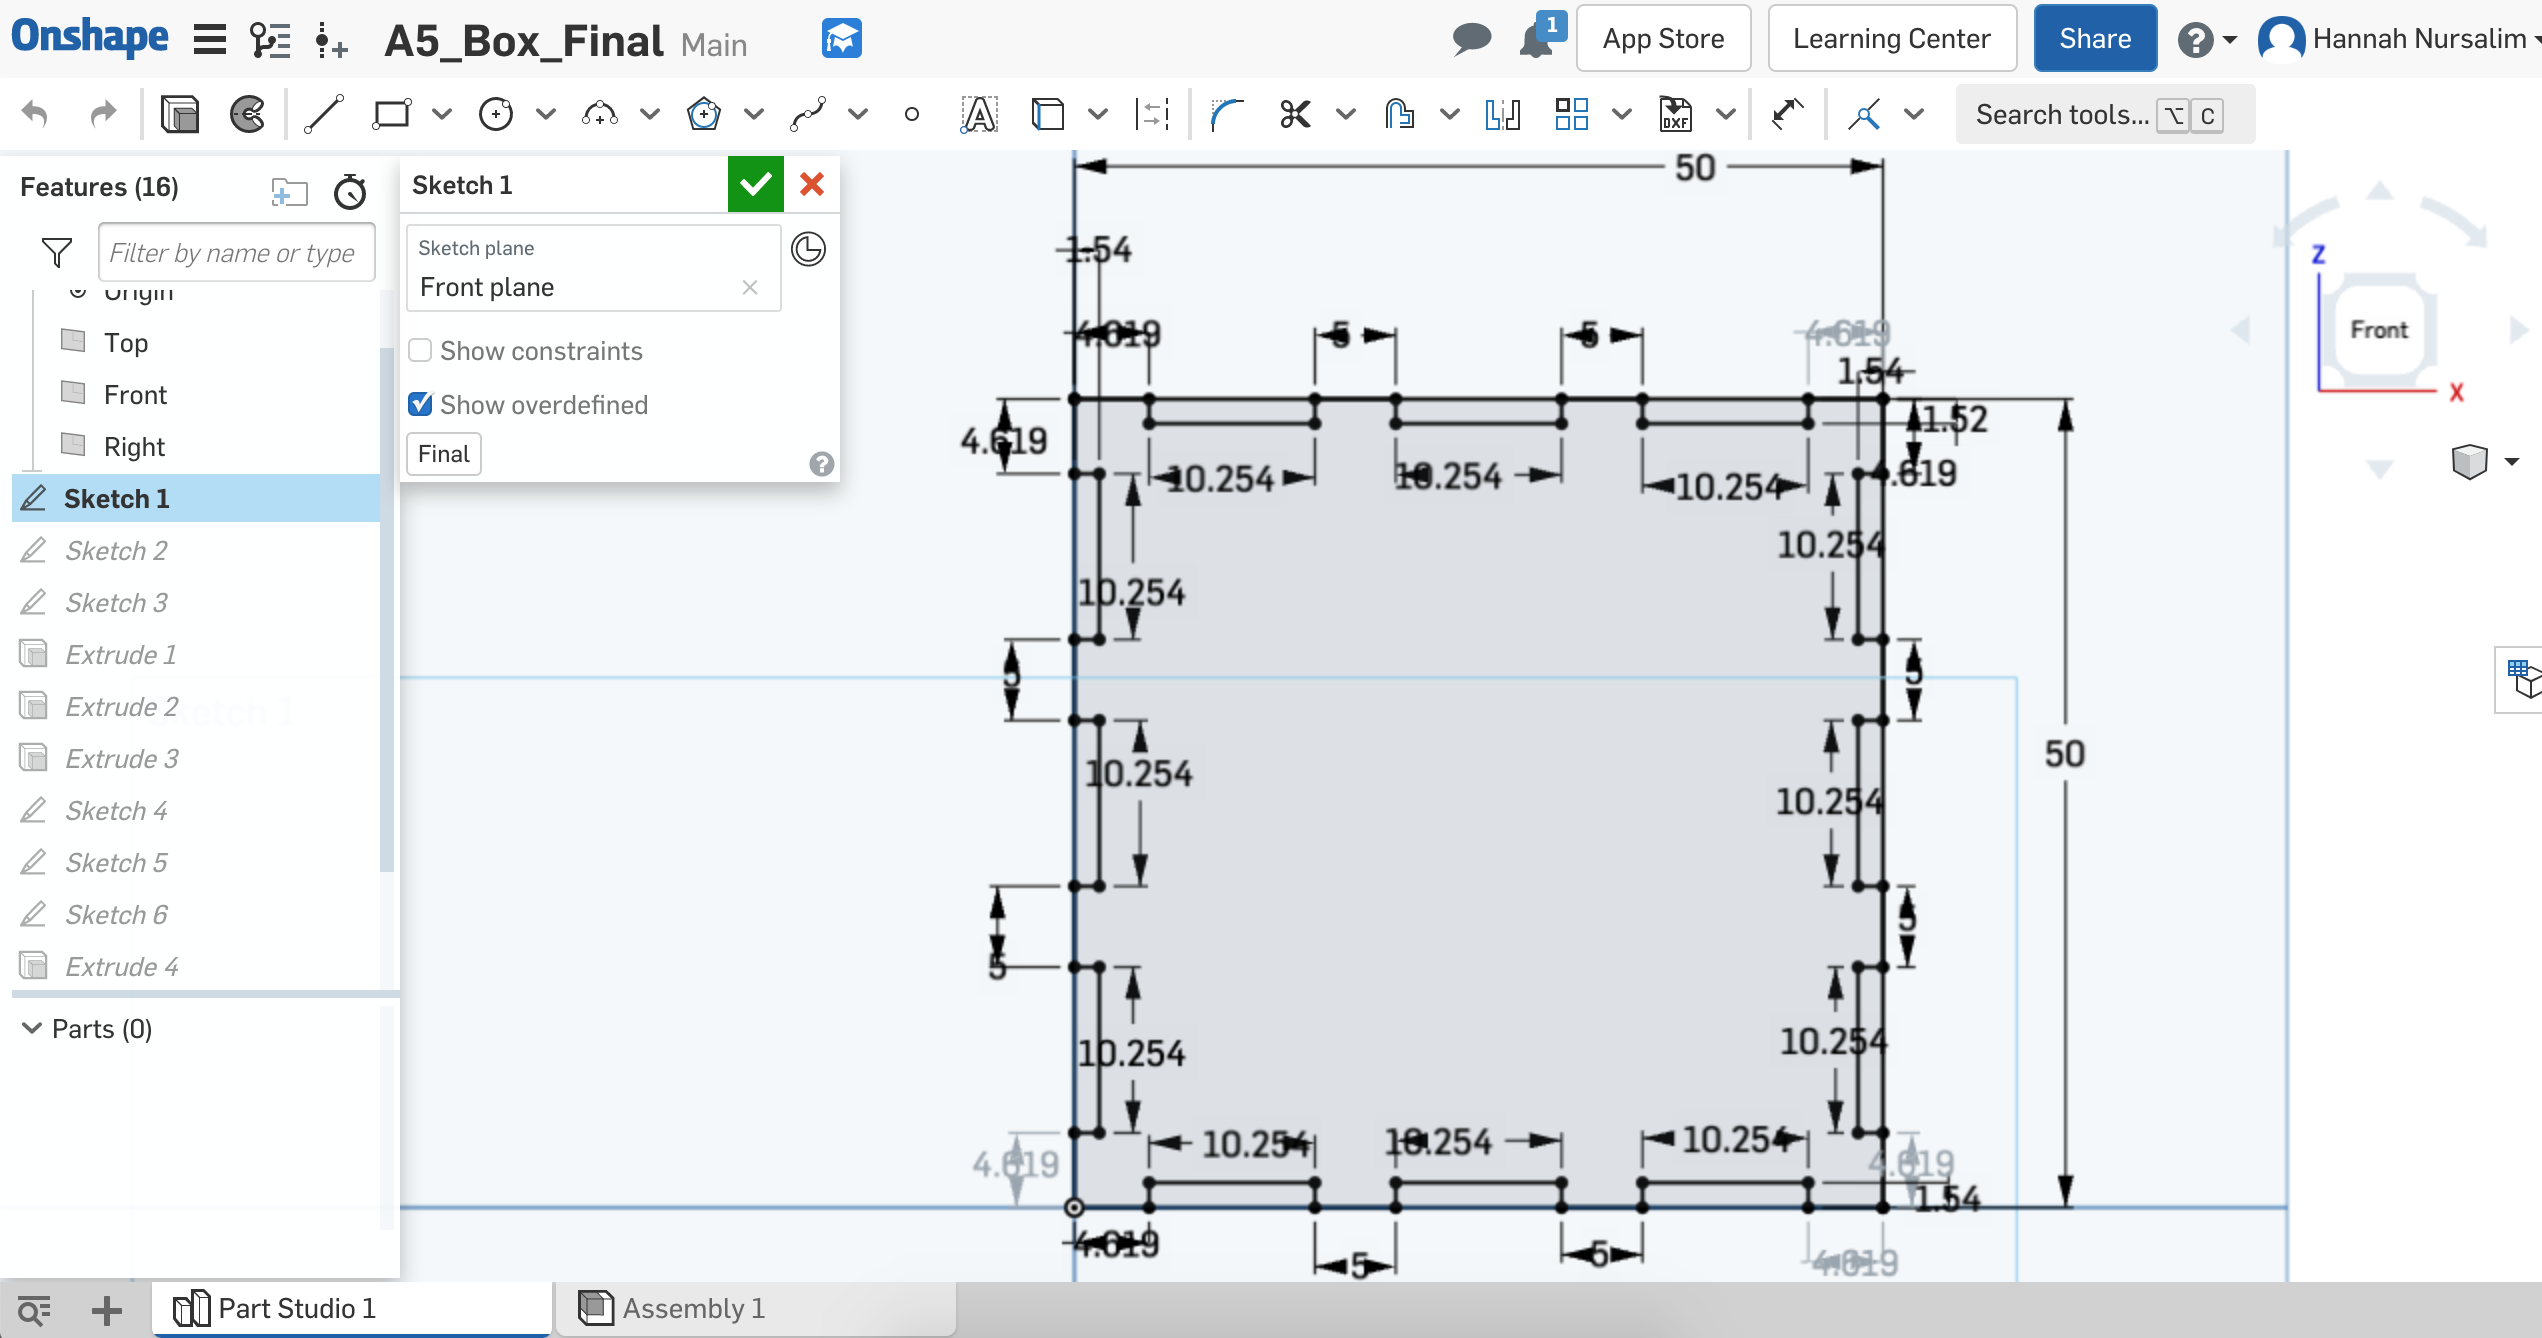 Onshape A5_Box_Final Main 1 App Store Learning Center Share ? Hannah Nursalim
A DXF Search tools... ⌥ C
Features (16)
Filter by name or type
Origin
Top
Front
Right
Sketch 1
Sketch 2
Sketch 3
Extrude 1
Extrude 2
Extrude 3
Sketch 4
Sketch 5
Sketch 6
Extrude 4
Parts (0)
Sketch 1
Sketch plane
Front plane
Show constraints
Show overdefined
Final
?
50
1.54
4.619 5 5 4.619
1.54
4.619 1.52
10.254 10.254 10.254 4.619
10.254
10.254
5 5
50
10.254
10.254
5
5
10.254
10.254
10.254 10.254 10.254
4.619 4.619
1.54
4.619 5 5 4.619
Z
Front
X
Part Studio 1 Assembly 1